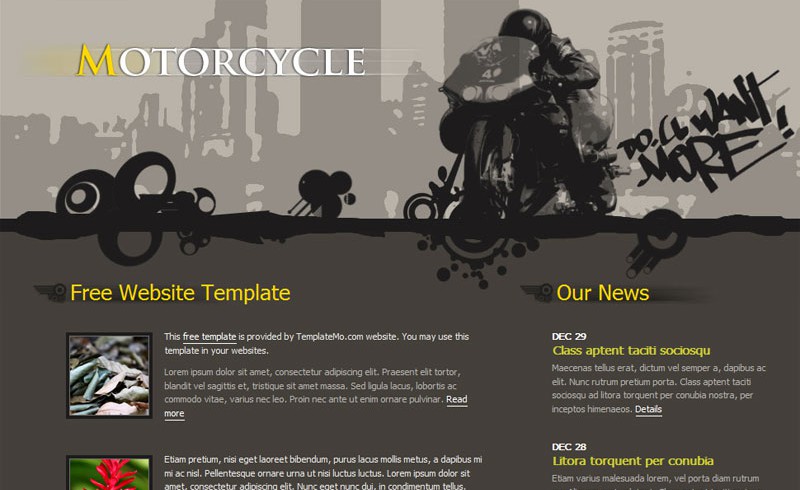 MOTORCYCLE
4
DO U WANT
MORE!
Free Website Template
This free template is provided by TemplateMo.com website. You may use this
template in your websites.
Lorem ipsum dolor sit amet, consectetur adipiscing elit. Praesent elit tortor,
blandit vel sagittis et, tristique sit amet massa. Sed ligula lacus, lobortis ac
commodo vitae, varius nec leo. Proin nec ante ut enim ornare pulvinar. Read
more
Etiam pretium, nisi eget laoreet bibendum, purus lacus mollis metus, a dapibus mi
mi ac nisl. Pellentesque ornare urna ut nisi luctus luctus. Lorem ipsum dolor sit
amet, consectetur adipiscing elit. Nunc eget nunc dui, in condimentum tellus.
Our News
DEC 29
Class aptent taciti sociosqu
Maecenas tellus erat, dictum vel semper a, dapibus ac
elit. Nunc rutrum pretium porta. Class aptent taciti
sociosqu ad litora torquent per conubia nostra, per
inceptos himenaeos. Details
DEC 28
Litora torquent per conubia
Etiam varius malesuada lorem, vel porta diam rutrum